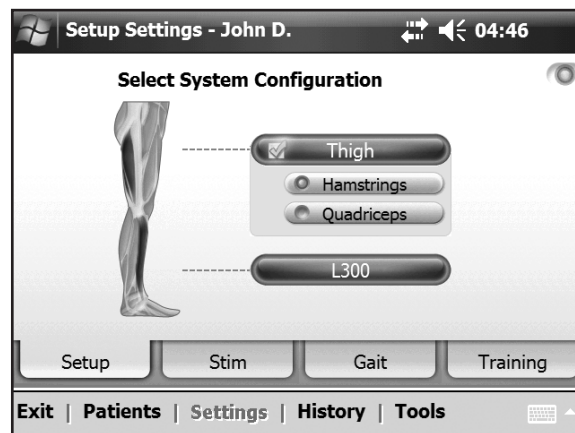 Setup Settings - John D. 04:46
Select System Configuration
Thigh
Hamstrings
Quadriceps
L300
Setup Stim Gait Training
Exit | Patients | Settings | History | Tools